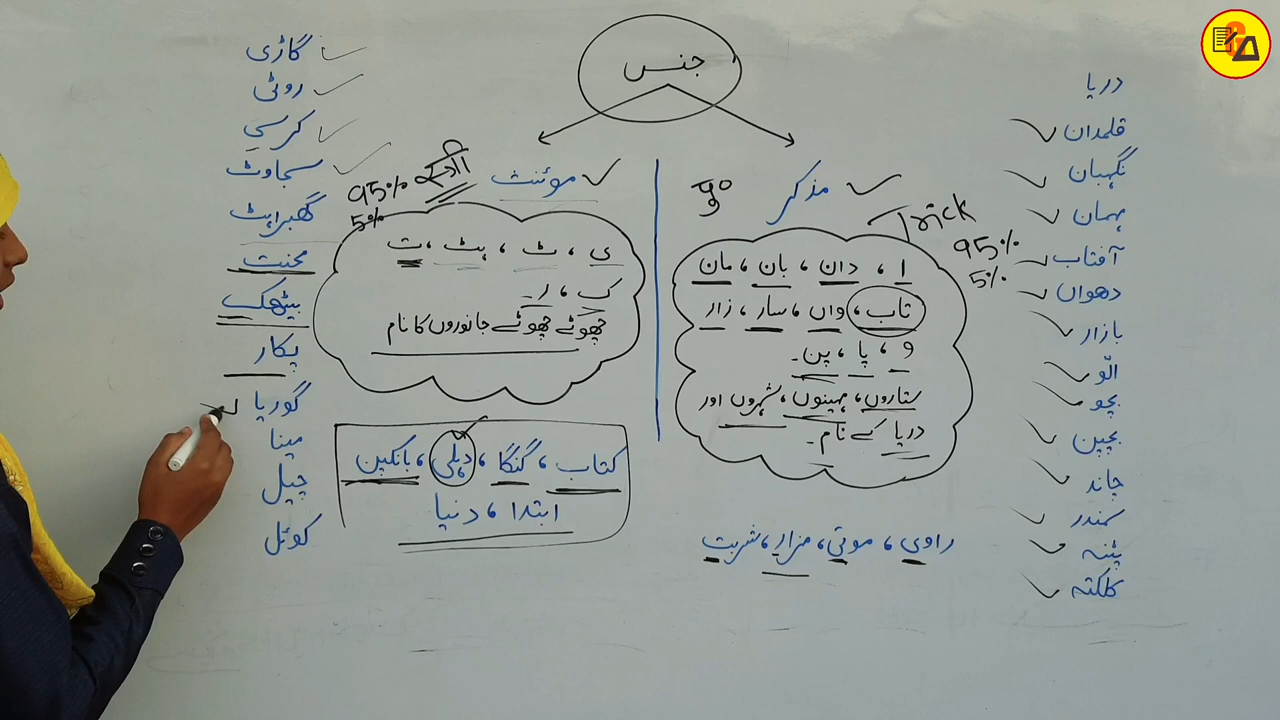 جنس
مذکر
पु०
Trick
95%
5%
ا ، دان ، بان ، مان
تاب ، واں ، سار ، زار
و ، پا ، پن ۔
ستاروں ، مہینوں ، شہروں اور
دریا کے نام ۔
راوی ، موتی ، مزار ، شربت
دریا
قلمدان
نگہبان
مہمان
آفتاب
دھواں
بازار
الّو
بچو
بچپن
چاند
سمندر
پٹنہ
کلکتہ
مؤنث
95%
5%
ی ، ٹ ، ہٹ ، ت
ک ، ر ۔
چھوٹے چھوٹے جانوروں کا نام
کتاب ، گنگا ، دہلی ، بانکپن
ابتدا ، دنیا
گاڑی
روٹی
کرسی
سجاوٹ
گھبراہٹ
محنت
بیٹھک
پکار
گوریا
مینا
چیل
کوئل